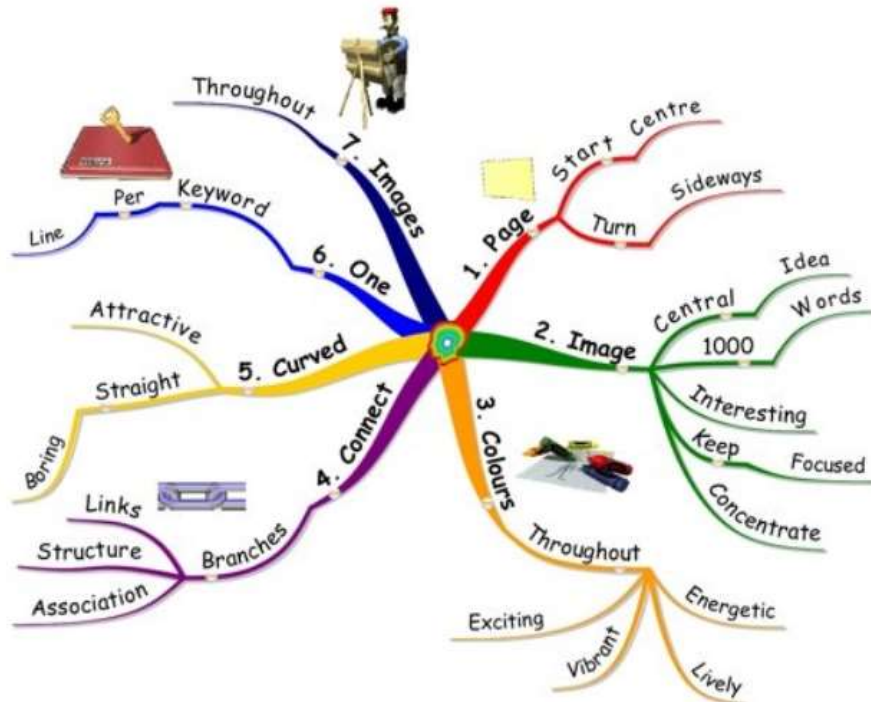 1. Page
Start
Centre
Turn
Sideways
2. Image
Central
Idea
1000
Words
Interesting
Keep
Focused
Concentrate
3. Colours
Throughout
Energetic
Lively
Vibrant
Exciting
4. Connect
Branches
Links
Structure
Association
5. Curved
Attractive
Straight
Boring
6. One
Keyword
Per
Line
7. Images
Throughout